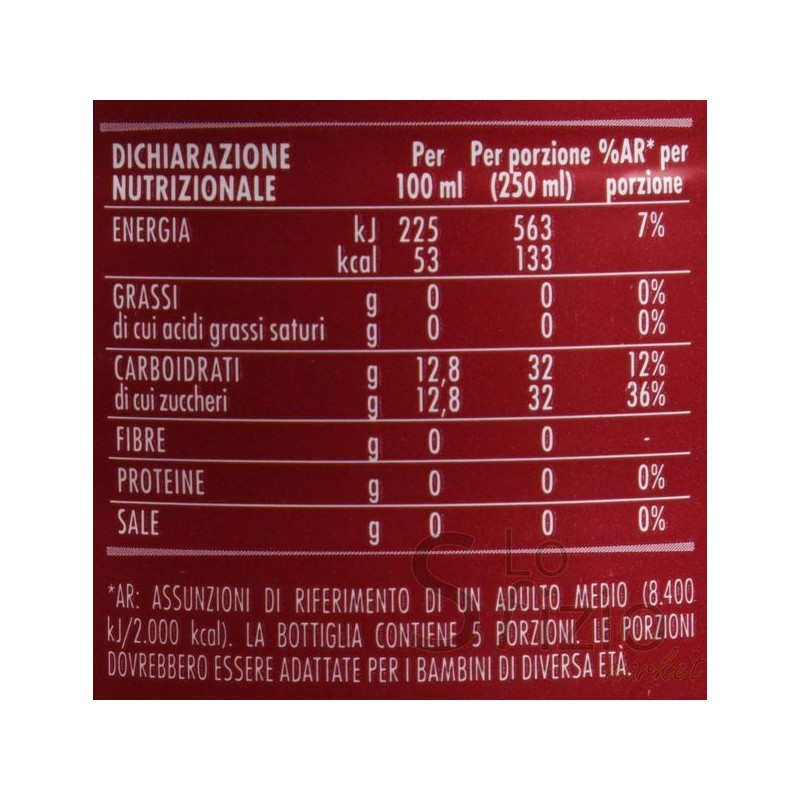 DICHIARAZIONE NUTRIZIONALE Per 100 ml Per porzione (250 ml) %AR* per porzione
ENERGIA kJ 225 563 7%
kcal 53 133
GRASSI g 0 0 0%
di cui acidi grassi saturi g 0 0 0%
CARBOIDRATI g 12,8 32 12%
di cui zuccheri g 12,8 32 36%
FIBRE g 0 0 -
PROTEINE g 0 0 0%
SALE g 0 0 0%
*AR: ASSUNZIONI DI RIFERIMENTO DI UN ADULTO MEDIO (8.400
kJ/2.000 kcal). LA BOTTIGLIA CONTIENE 5 PORZIONI. LE PORZIONI
DOVREBBERO ESSERE ADATTATE PER I BAMBINI DI DIVERSA ETÀ.
Lo Sfizio
market